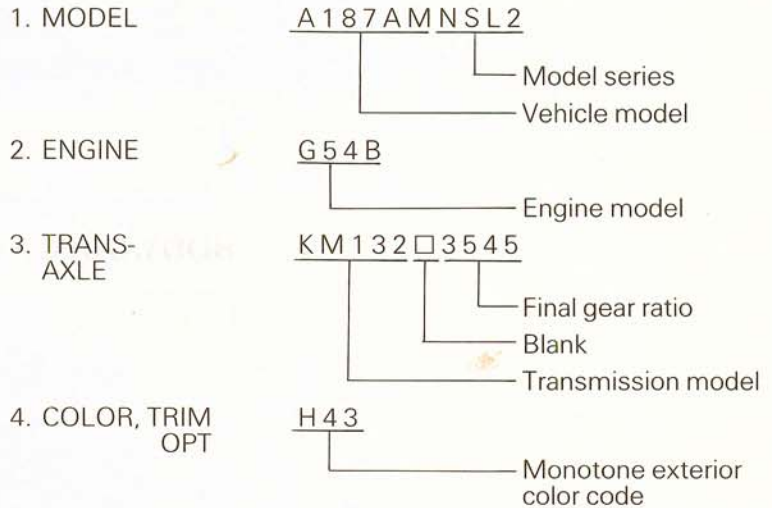 1. MODEL A187AMNSL2
Model series
Vehicle model
2. ENGINE G54B
Engine model
3. TRANS-
AXLE KM132□3545
Final gear ratio
Blank
Transmission model
4. COLOR, TRIM
OPT H43
Monotone exterior
color code